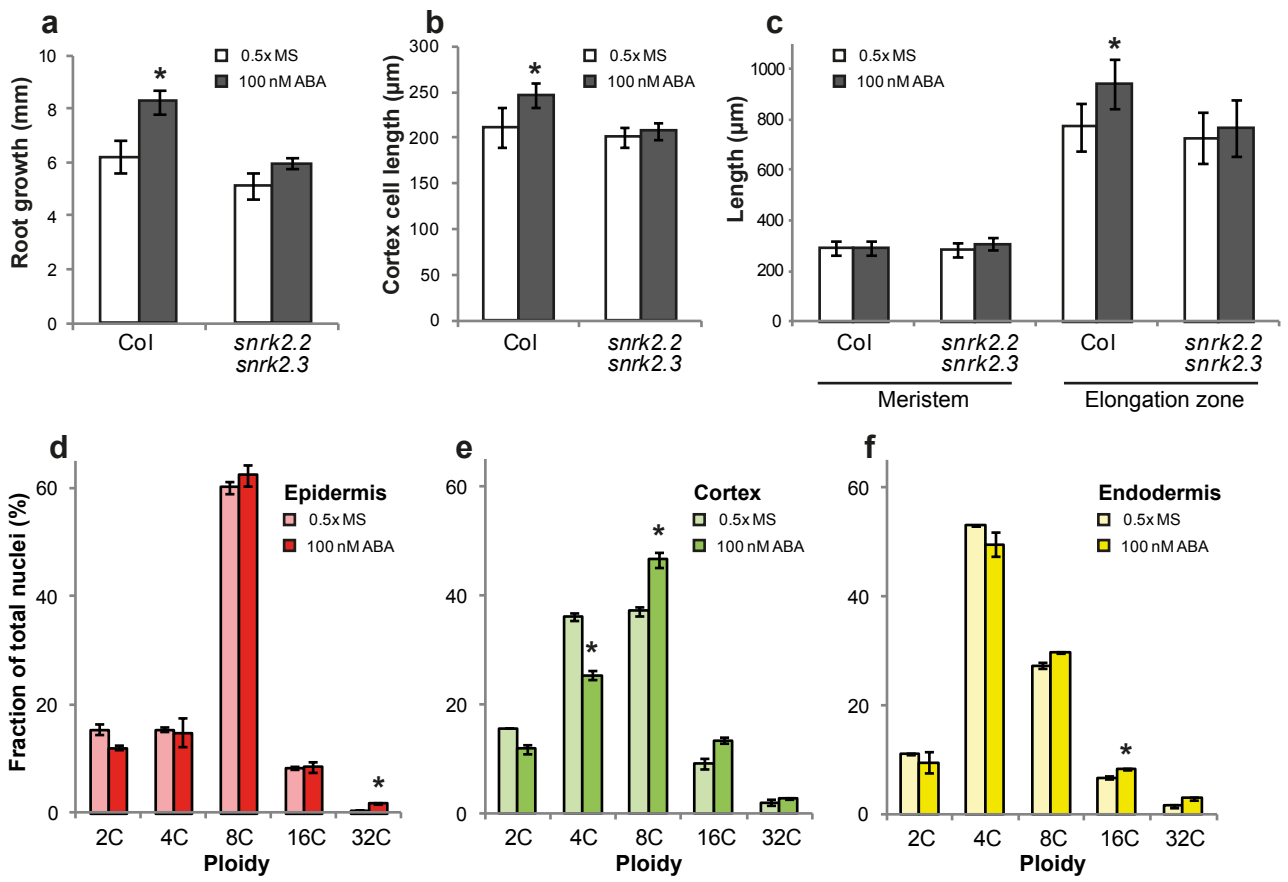 a
Root growth (mm)
10
8
6
4
2
0
0.5x MS
100 nM ABA
*
Col
snrk2.2
snrk2.3
b
Cortex cell length (µm)
300
250
200
150
100
50
0
0.5x MS
100 nM ABA
*
Col
snrk2.2
snrk2.3
c
Length (µm)
1000
800
600
400
200
0
0.5x MS
100 nM ABA
*
Col
snrk2.2
snrk2.3
Col
snrk2.2
snrk2.3
Meristem
Elongation zone
d
Fraction of total nuclei (%)
60
40
20
0
Epidermis
0.5x MS
100 nM ABA
*
2C
4C
8C
16C
32C
Ploidy
e
60
40
20
0
Cortex
0.5x MS
100 nM ABA
*
*
2C
4C
8C
16C
32C
Ploidy
f
60
40
20
0
Endodermis
0.5x MS
100 nM ABA
*
2C
4C
8C
16C
32C
Ploidy